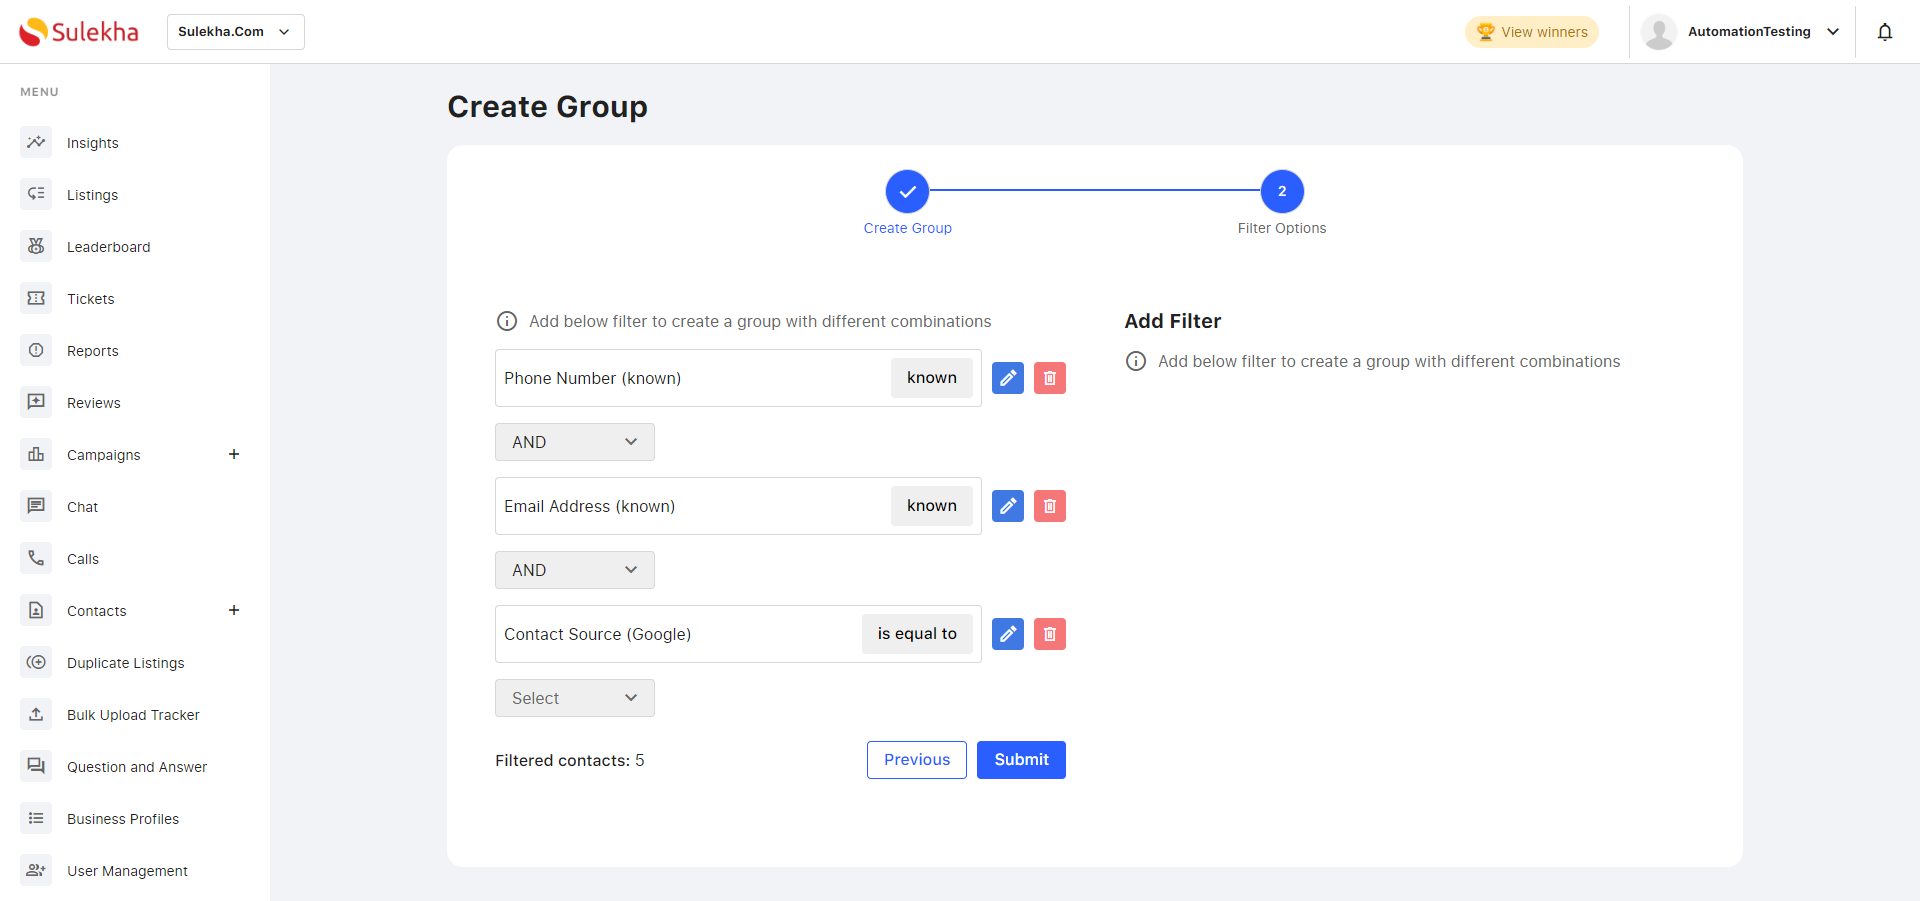 Sulekha
Sulekha.Com
View winners
AutomationTesting
MENU
Insights
Listings
Leaderboard
Tickets
Reports
Reviews
Campaigns +
Chat
Calls
Contacts +
Duplicate Listings
Bulk Upload Tracker
Question and Answer
Business Profiles
User Management
Create Group
2
Create Group
Filter Options
Add below filter to create a group with different combinations
Phone Number (known) known
AND
Email Address (known) known
AND
Contact Source (Google) is equal to
Select
Filtered contacts: 5
Previous
Submit
Add Filter
Add below filter to create a group with different combinations